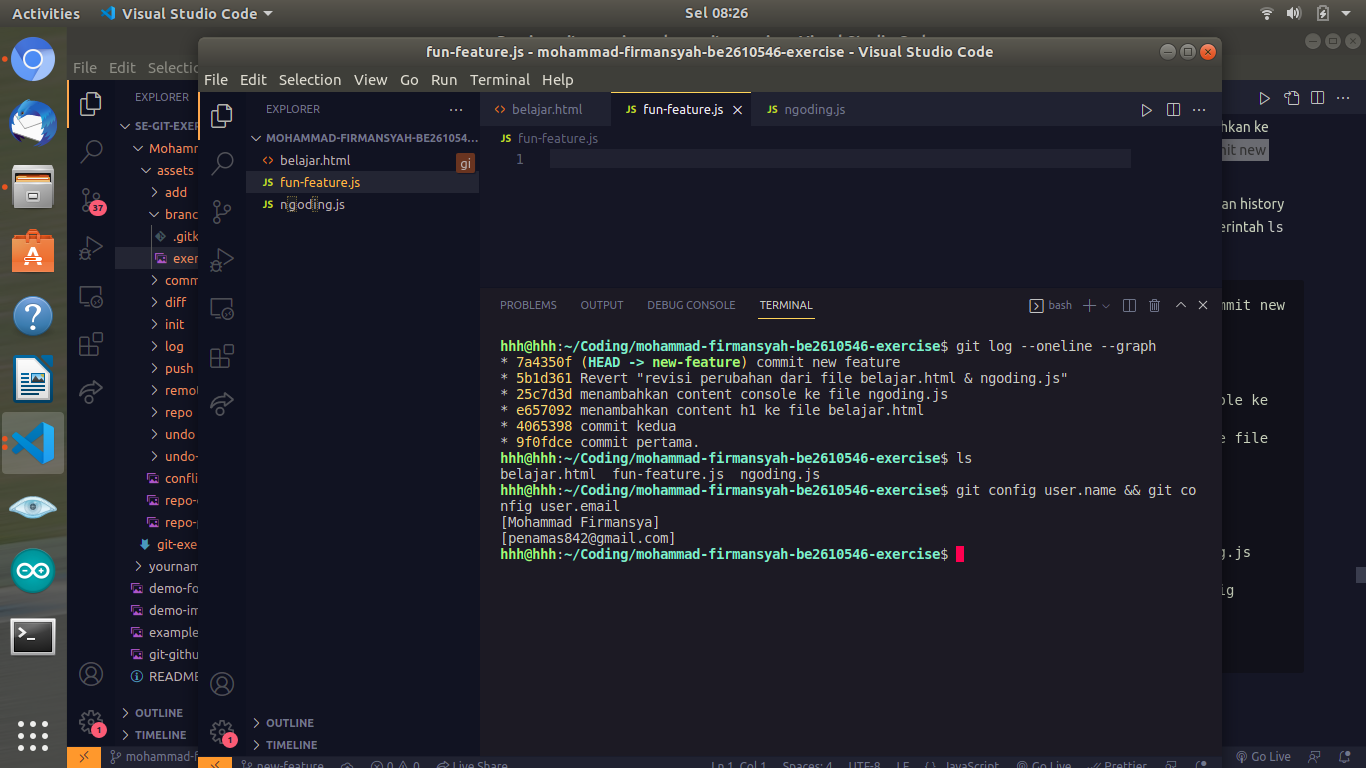 Activities
Visual Studio Code
Sel 08:26
fun-feature.js - mohammad-firmansyah-be2610546-exercise - Visual Studio Code
File Edit Selection View Go Run Terminal Help
EXPLORER
MOHAMMAD-FIRMANSYAH-BE261054...
belajar.html
gi
fun-feature.js
ngoding.js
OUTLINE
TIMELINE
belajar.html
JS fun-feature.js
JS ngoding.js
JS fun-feature.js
1
PROBLEMS OUTPUT DEBUG CONSOLE TERMINAL
bash
hhh@hhh:~/Coding/mohammad-firmansyah-be2610546-exercise$ git log --oneline --graph
* 7a4350f (HEAD -> new-feature) commit new feature
* 5b1d361 Revert "revisi perubahan dari file belajar.html & ngoding.js"
* 25c7d3d menambahkan content console ke file ngoding.js
* e657092 menambahkan content h1 ke file belajar.html
* 4065398 commit kedua
* 9f0fdce commit pertama.
hhh@hhh:~/Coding/mohammad-firmansyah-be2610546-exercise$ ls
belajar.html fun-feature.js ngoding.js
hhh@hhh:~/Coding/mohammad-firmansyah-be2610546-exercise$ git config user.name && git co
nfig user.email
[Mohammad Firmansya]
[penamas842@gmail.com]
hhh@hhh:~/Coding/mohammad-firmansyah-be2610546-exercise$
new-feature
0 0
Live Share
Ln 1, Col 1
Spaces: 4
UTF-8
LF
JavaScript
Go Live
Prettier
File Edit Selectio
EXPLORER
SE-GIT-EXER
Mohamm
assets
add
branc
.gitk
exer
comm
diff
init
log
push
remot
repo
undo
undo-
confli
repo-
repo-p
git-exe
yournam
demo-fo
demo-im
example
git-githu
README
OUTLINE
TIMELINE
37
1
1
mohammad-f
hkan ke
mit new
an history
erintah ls
mmit new
ole ke
e file
g.js
ig
Go Live